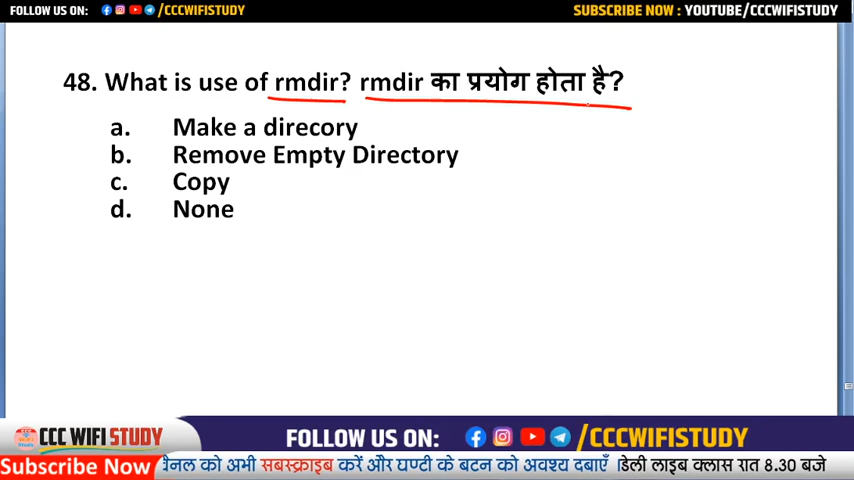 FOLLOW US ON: /CCCWIFISTUDY SUBSCRIBE NOW : YOUTUBE/CCCWIFISTUDY
48. What is use of rmdir? rmdir का प्रयोग होता है?
a. Make a direcory
b. Remove Empty Directory
c. Copy
d. None
CCC WIFI STUDY FOLLOW US ON: /CCCWIFISTUDY
Subscribe Now चैनल को अभी सबस्क्राइब करें और घण्टी के बटन को अवश्य दबाएँ । डेली लाइब क्लास रात 8.30 बजे